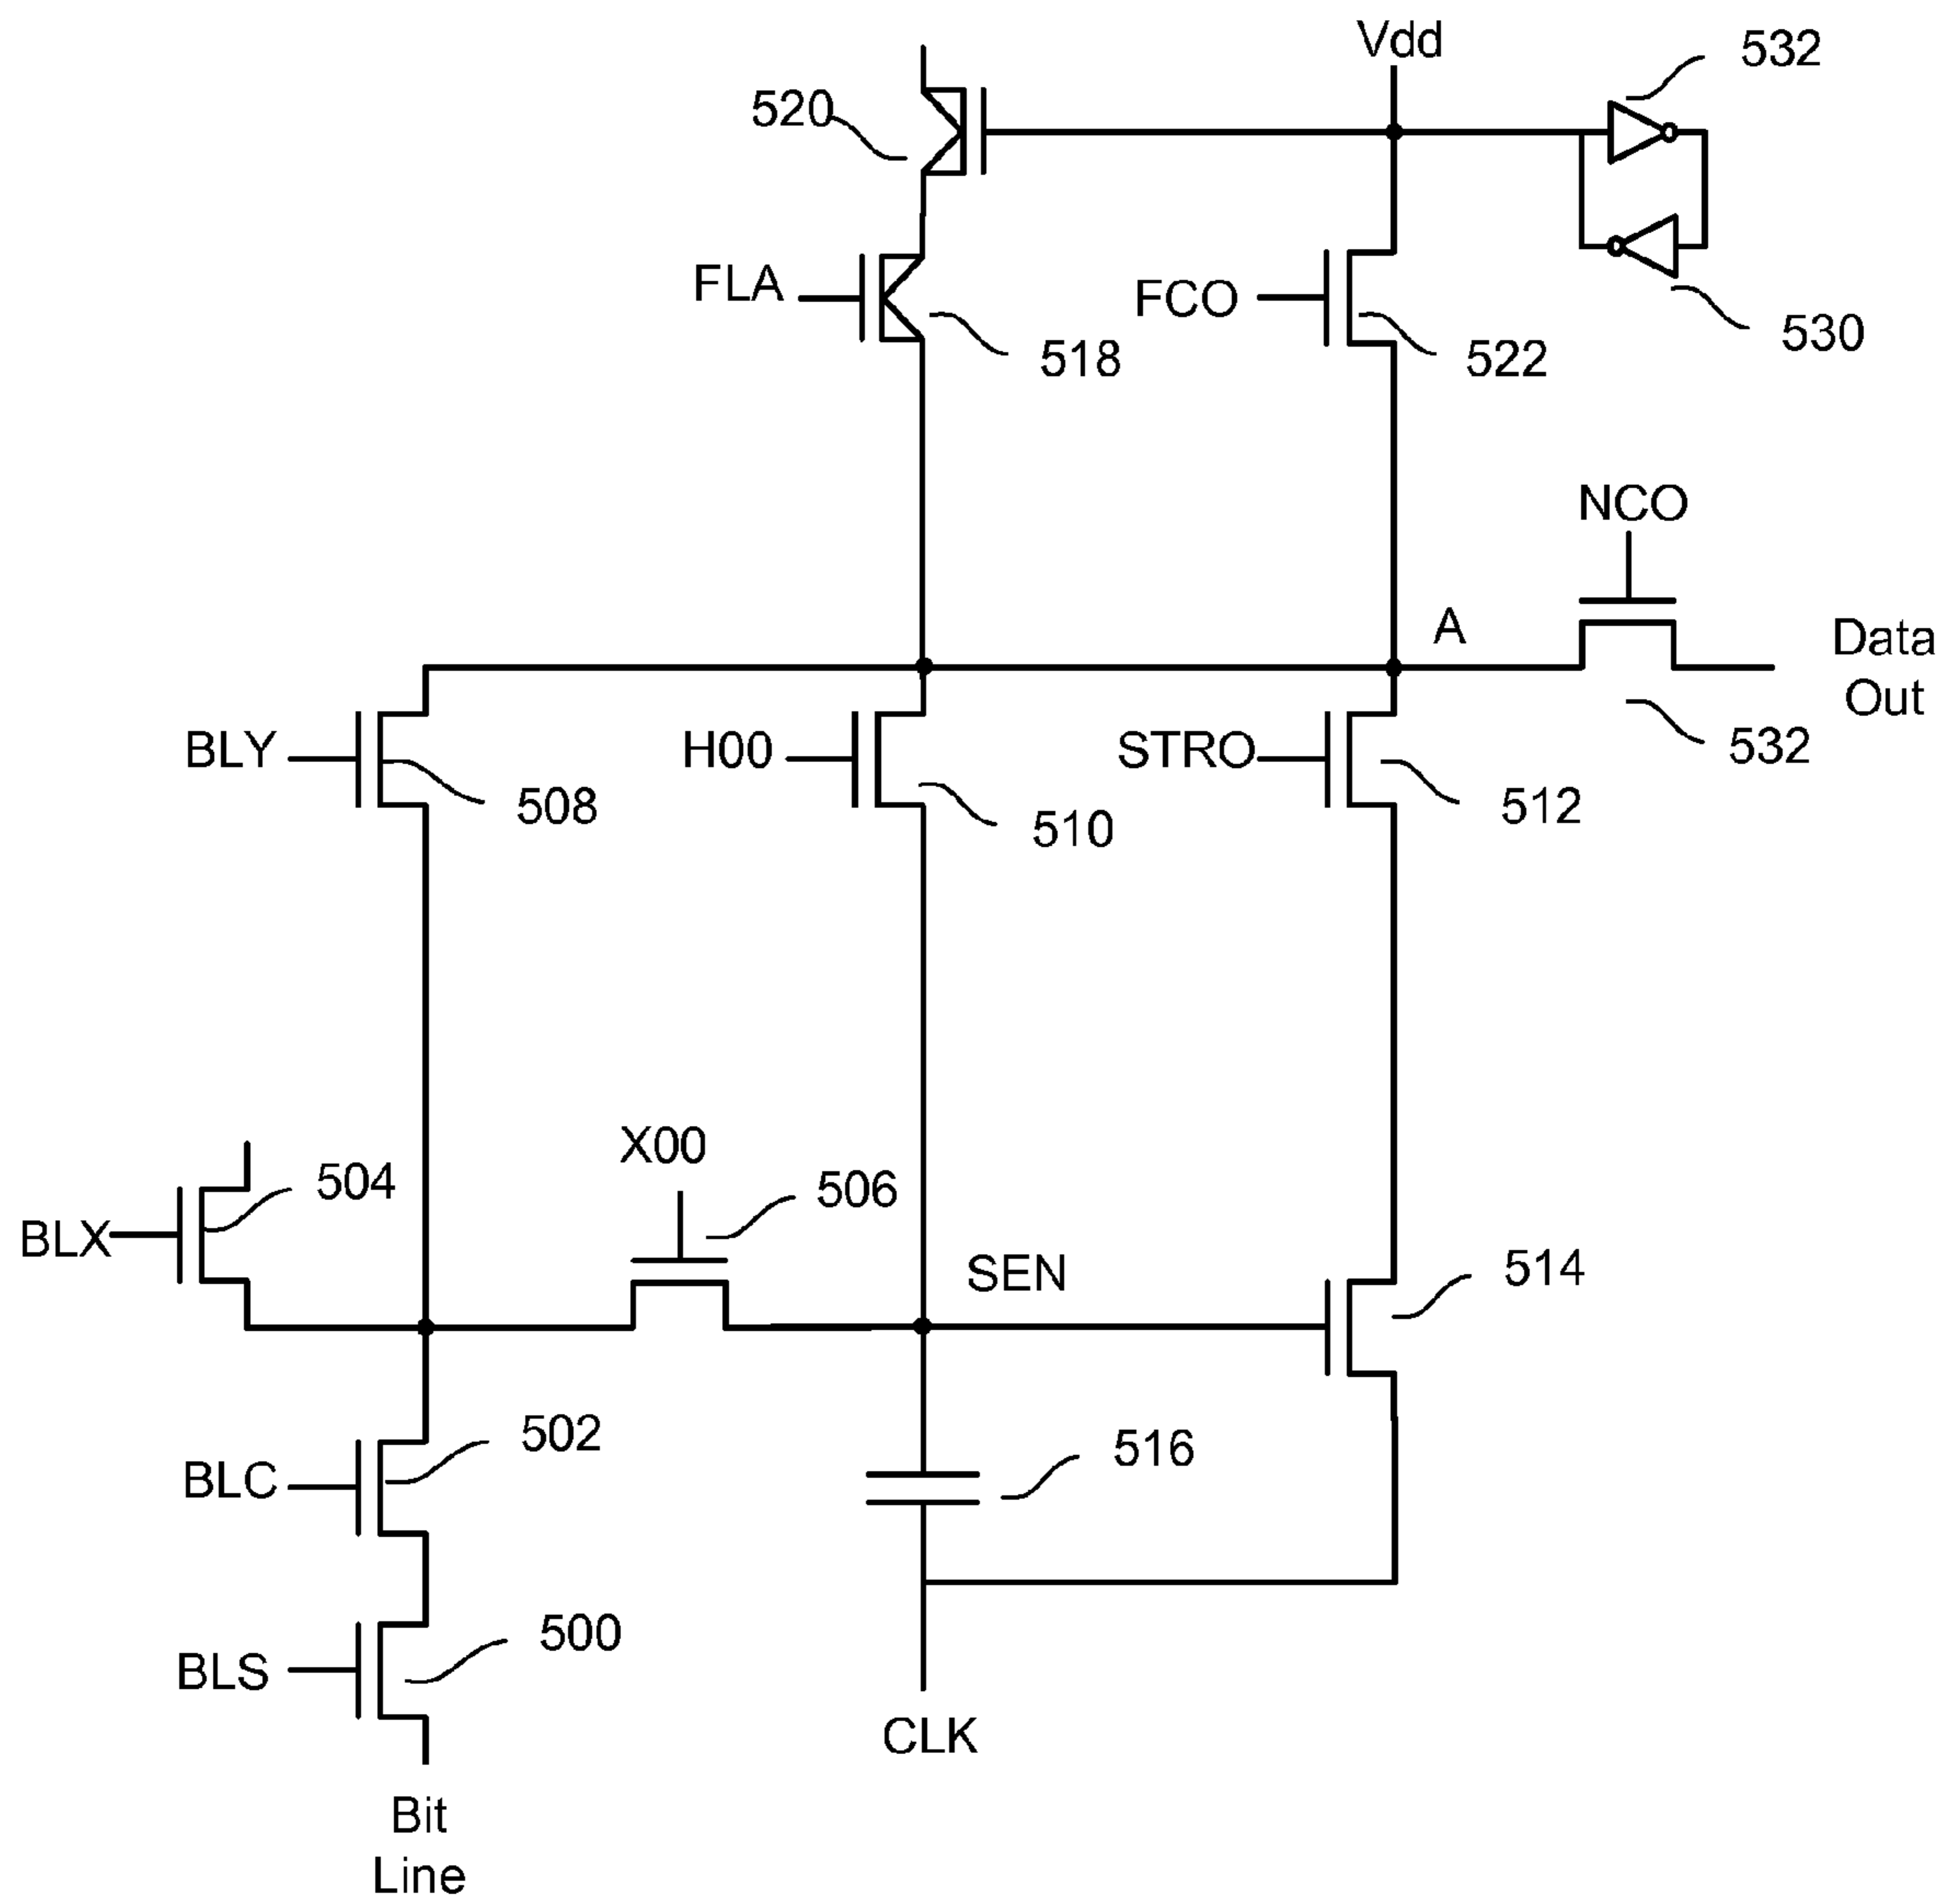 Vdd
532
520
FLA
518
FCO
522
530
NCO
A
Data
Out
BLY
508
H00
510
STRO
512
532
X00
504
506
BLX
SEN
514
502
BLC
516
BLS
500
CLK
Bit
Line